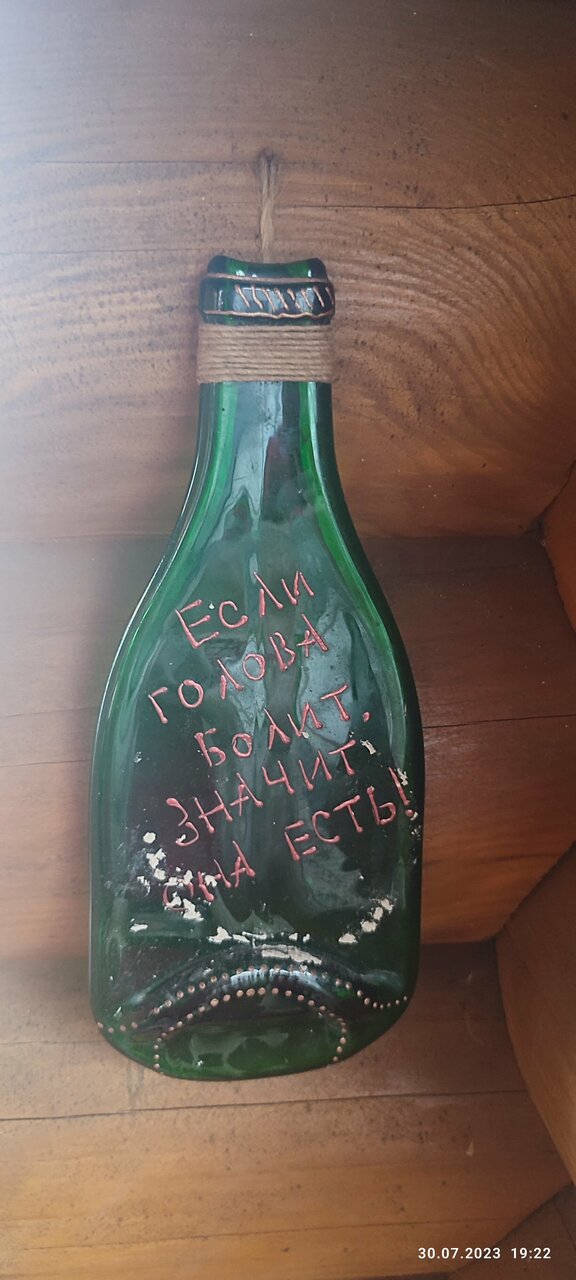 ЕСЛИ
ГОЛОВА
БОЛИТ,
ЗНАЧИТ,
ОНА ЕСТЬ!
30.07.2023 19:22